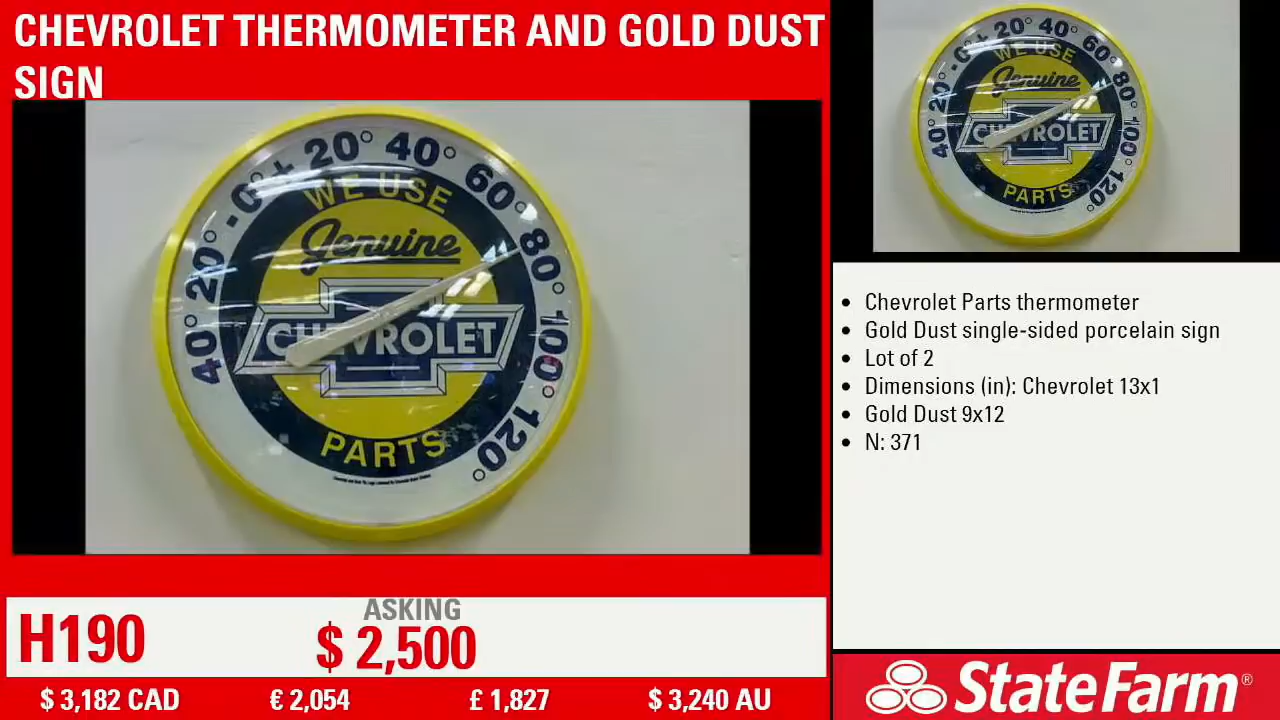 CHEVROLET THERMOMETER AND GOLD DUST
SIGN
40° 20° -0+ 20° 40° 60° 80° 100° 120°
WE USE
Genuine
CHEVROLET
PARTS
40° 20° -0+ 20° 40° 60° 80° 100° 120°
WE USE
Genuine
CHEVROLET
PARTS
• Chevrolet Parts thermometer
• Gold Dust single-sided porcelain sign
• Lot of 2
• Dimensions (in): Chevrolet 13x1
• Gold Dust 9x12
• N: 371
ASKING
H190 $ 2,500
$ 3,182 CAD € 2,054 £ 1,827 $ 3,240 AU
StateFarm®